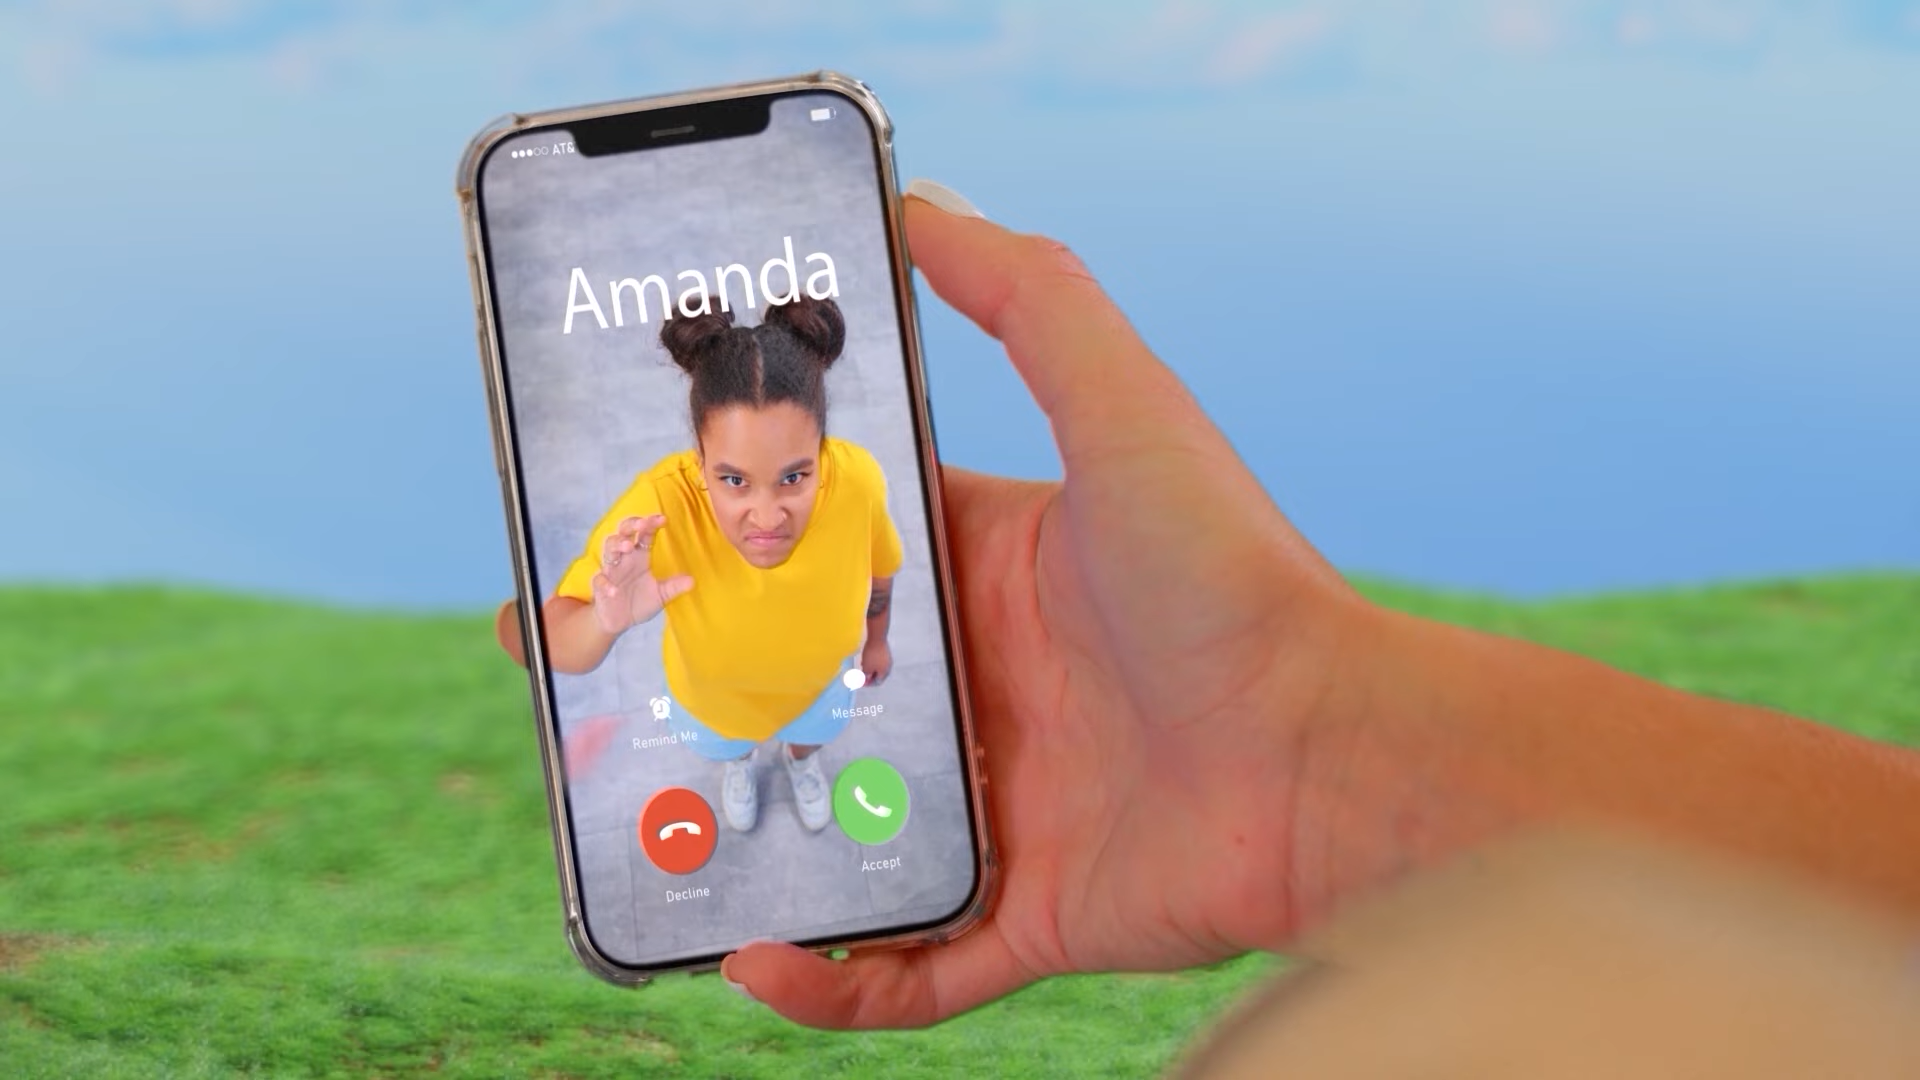 AT&
Amanda
Remind Me
Message
Decline
Accept